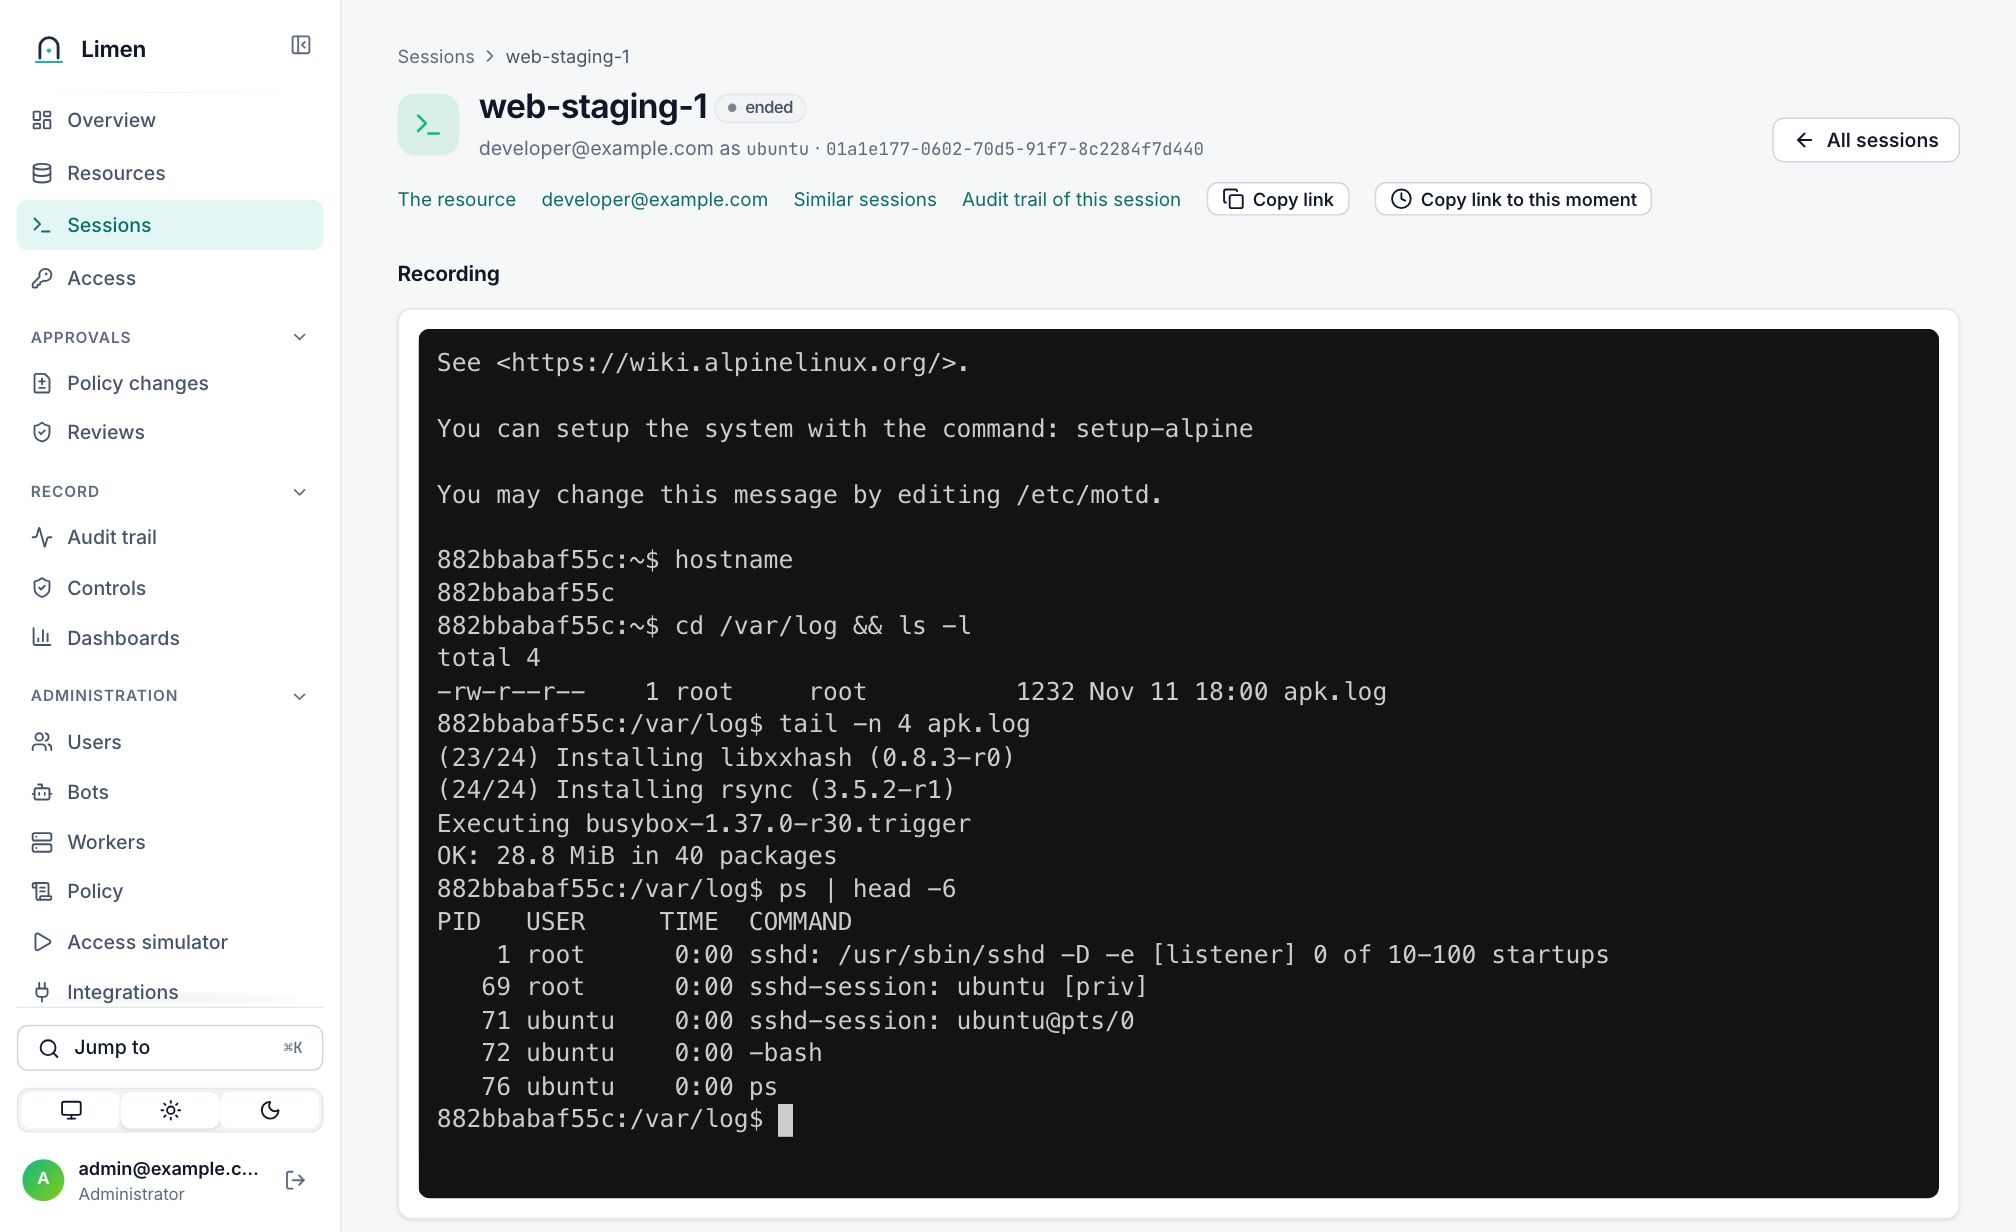 Limen
Overview
Resources
Sessions
Access
APPROVALS
Policy changes
Reviews
RECORD
Audit trail
Controls
Dashboards
ADMINISTRATION
Users
Bots
Workers
Policy
Access simulator
Integrations
Jump to ⌘K
A
admin@example.c...
Administrator
Sessions > web-staging-1
web-staging-1 ended
developer@example.com as ubuntu · 01a1e177-0602-70d5-91f7-8c2284f7d440
All sessions
The resource developer@example.com Similar sessions Audit trail of this session Copy link Copy link to this moment
Recording
See <https://wiki.alpinelinux.org/>.
You can setup the system with the command: setup-alpine
You may change this message by editing /etc/motd.
882bbabaf55c:~$ hostname
882bbabaf55c
882bbabaf55c:~$ cd /var/log && ls -l
total 4
-rw-r--r--    1 root     root          1232 Nov 11 18:00 apk.log
882bbabaf55c:/var/log$ tail -n 4 apk.log
(23/24) Installing libxxhash (0.8.3-r0)
(24/24) Installing rsync (3.5.2-r1)
Executing busybox-1.37.0-r30.trigger
OK: 28.8 MiB in 40 packages
882bbabaf55c:/var/log$ ps | head -6
PID   USER     TIME  COMMAND
    1 root      0:00 sshd: /usr/sbin/sshd -D -e [listener] 0 of 10-100 startups
   69 root      0:00 sshd-session: ubuntu [priv]
   71 ubuntu    0:00 sshd-session: ubuntu@pts/0
   72 ubuntu    0:00 -bash
   76 ubuntu    0:00 ps
882bbabaf55c:/var/log$